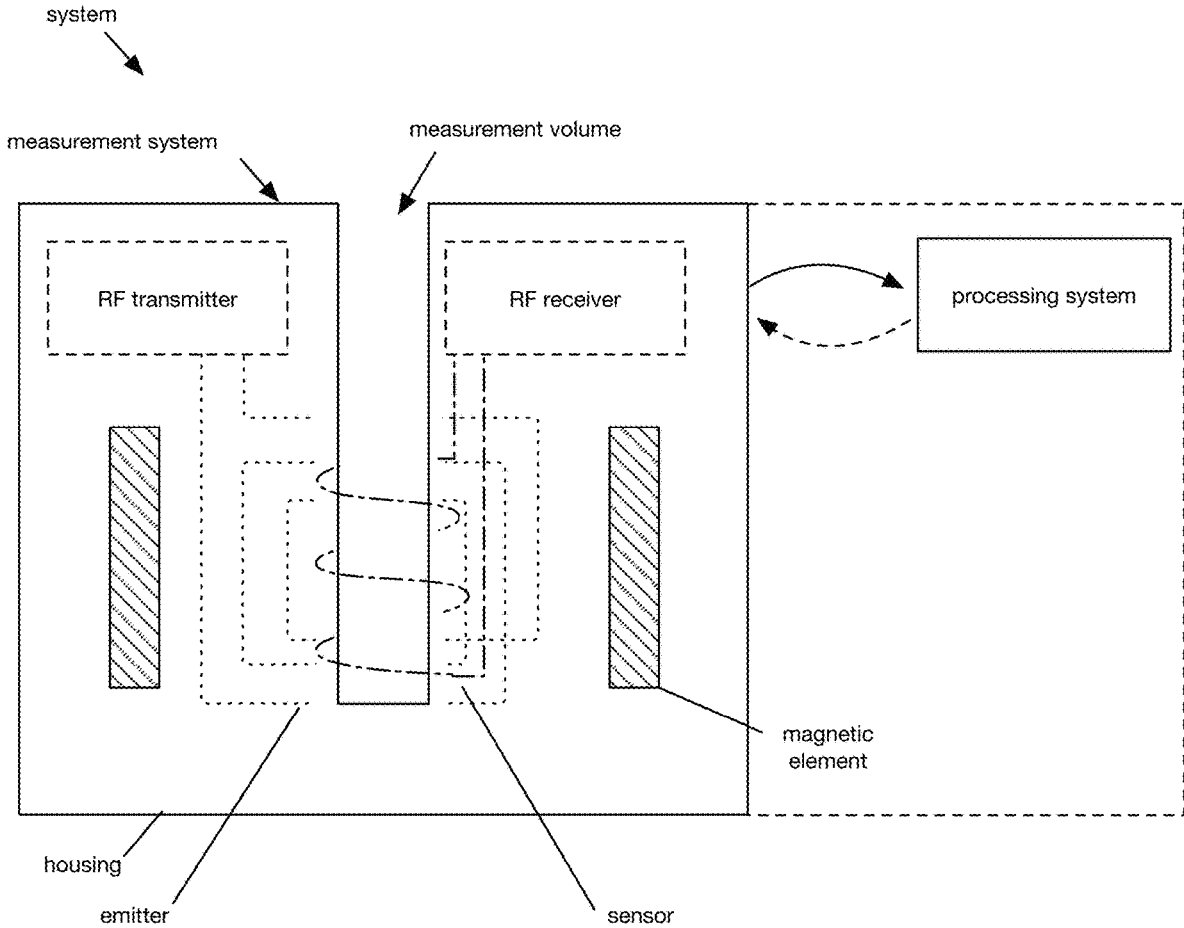 system
measurement system
measurement volume
RF transmitter
RF receiver
processing system
magnetic
element
housing
emitter
sensor